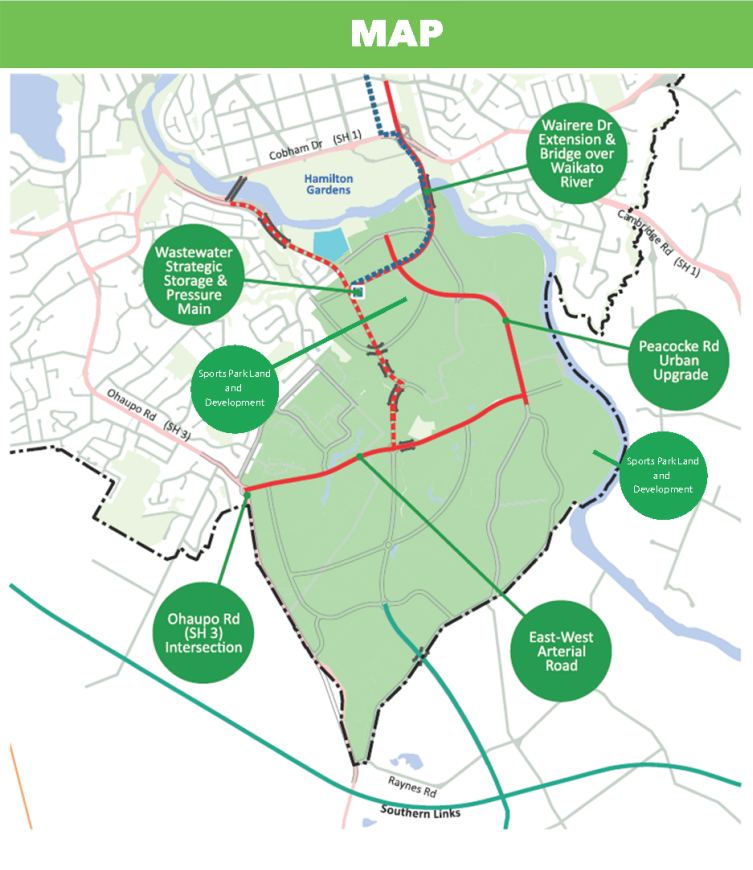 MAP
Wairere Dr
Extension &
Bridge over
Waikato
River
Cobham Dr (SH 1)
Hamilton
Gardens
Cambridge Rd (SH 1)
Wastewater
Strategic
Storage &
Pressure
Main
Peacocke Rd
Urban
Upgrade
Sports Park Land
and
Development
Ohaupo Rd (SH 3)
Sports Park Land
and
Development
Ohaupo Rd
(SH 3)
Intersection
East-West
Arterial
Road
Raynes Rd
Southern Links